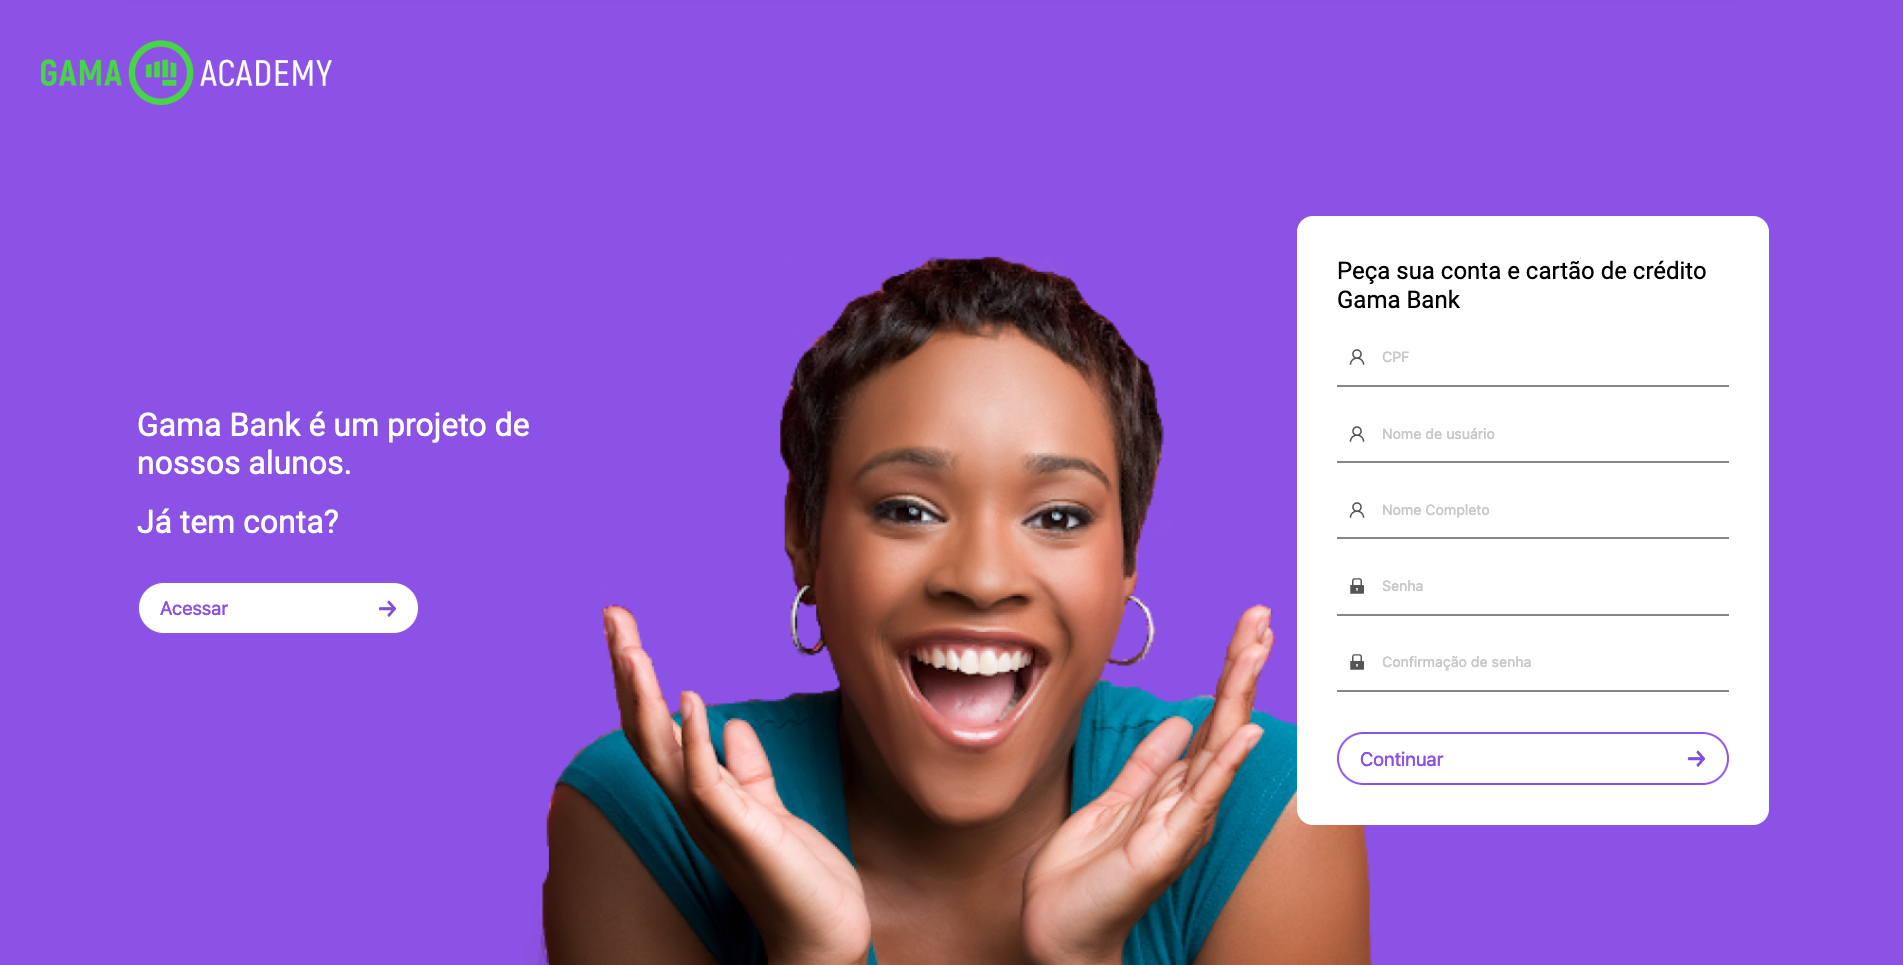 GAMA ACADEMY
Gama Bank é um projeto de
nossos alunos.
Já tem conta?
Acessar
Peça sua conta e cartão de crédito
Gama Bank
CPF
Nome de usuário
Nome Completo
Senha
Confirmação de senha
Continuar